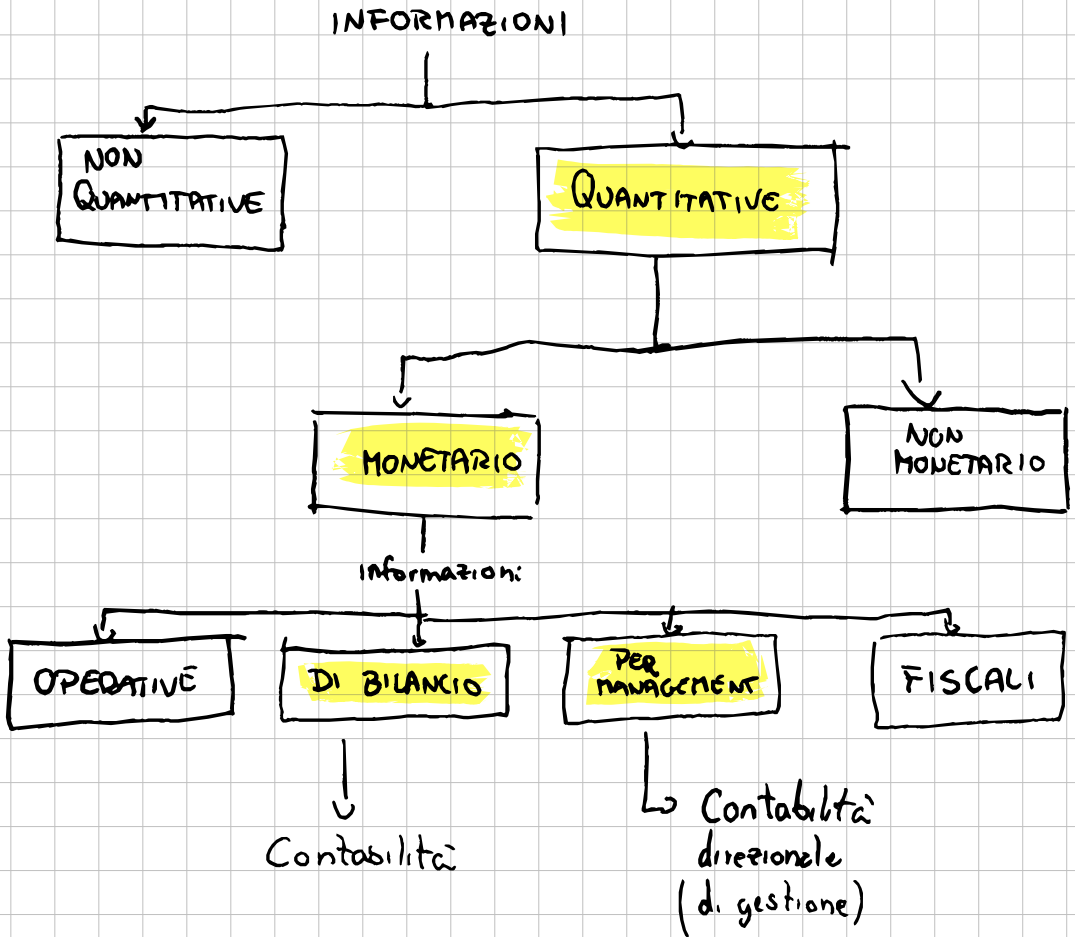 INFORMAZIONI
NON
QUANTITATIVE
QUANTITATIVE
MONETARIO
NON
MONETARIO
informazioni
OPERATIVE
DI BILANCIO
PER
MANAGEMENT
FISCALI
Contabilità
Contabilità
direzionale
(di gestione)